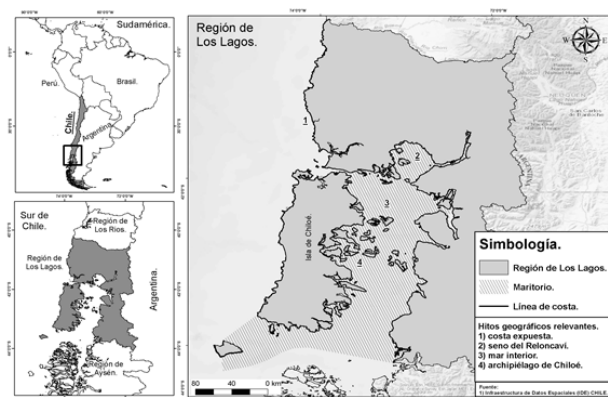 Sudamérica.
Perú.
Brasil.
Chile.
Argentina.
Sur de
Chile.
Región de
Los Ríos.
Región de
Los Lagos.
Argentina.
Región de
Aysén.
Región de
Los Lagos.
N
W
E
S
1
2
3
4
Isla de Chiloé.
80
40
0 km
Simbología.
Región de Los Lagos.
Maritorio.
Línea de costa.
Hitos geográficos relevantes.
1) costa expuesta.
2) seno del Reloncaví.
3) mar interior.
4) archipiélago de Chiloé.
Fuente:
1) Infraestructura de Datos Espaciales (IDE) CHILE.